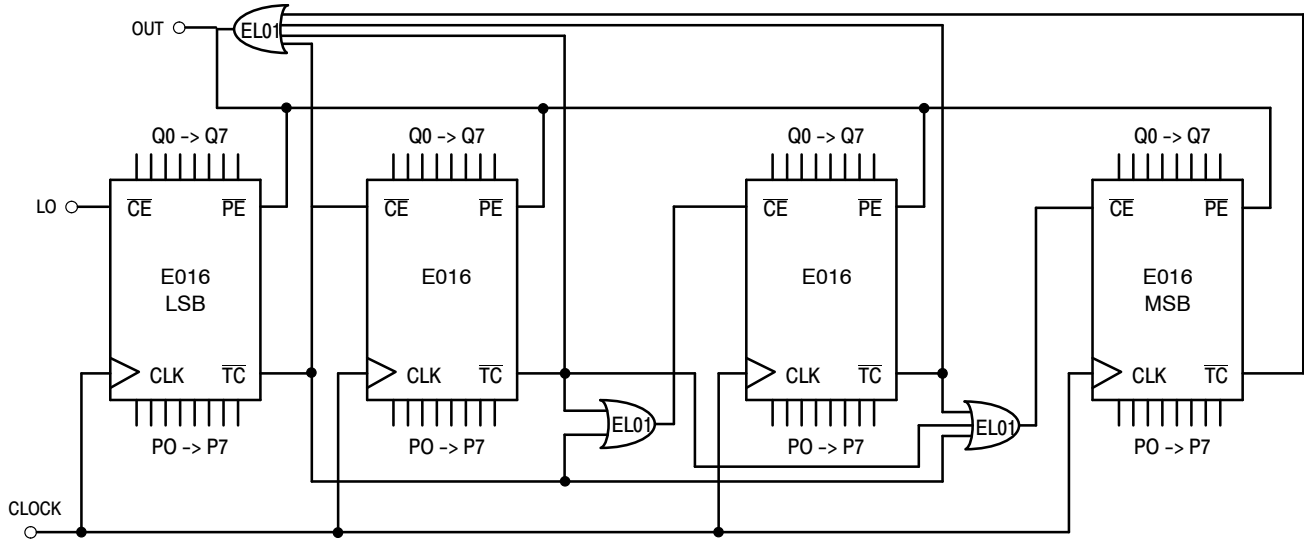 OUT
EL01
Q0 -> Q7
Q0 -> Q7
Q0 -> Q7
Q0 -> Q7
LO
CE PE
CE PE
CE PE
CE PE
E016
LSB
E016
E016
E016
MSB
CLK TC
CLK TC
CLK TC
CLK TC
EL01
EL01
PO -> P7
PO -> P7
PO -> P7
PO -> P7
CLOCK